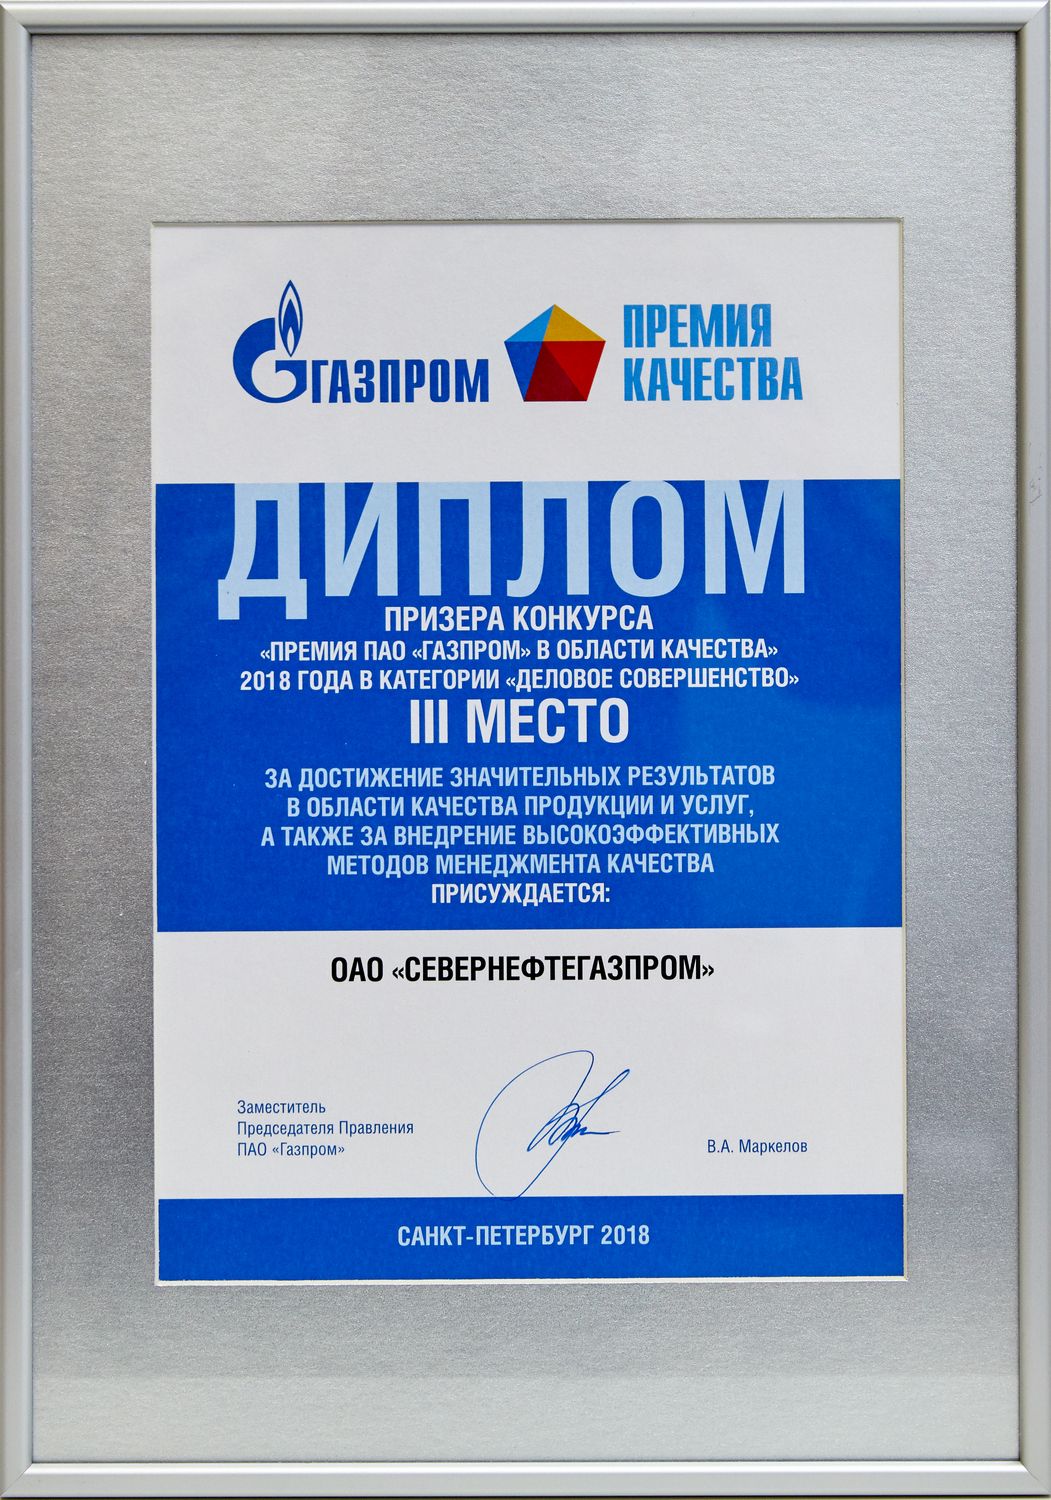 ГАЗПРОМ
ПРЕМИЯ
КАЧЕСТВА
ДИПЛОМ
ПРИЗЕРА КОНКУРСА
«ПРЕМИЯ ПАО «ГАЗПРОМ» В ОБЛАСТИ КАЧЕСТВА»
2018 ГОДА В КАТЕГОРИИ «ДЕЛОВОЕ СОВЕРШЕНСТВО»
III МЕСТО
ЗА ДОСТИЖЕНИЕ ЗНАЧИТЕЛЬНЫХ РЕЗУЛЬТАТОВ
В ОБЛАСТИ КАЧЕСТВА ПРОДУКЦИИ И УСЛУГ,
А ТАКЖЕ ЗА ВНЕДРЕНИЕ ВЫСОКОЭФФЕКТИВНЫХ
МЕТОДОВ МЕНЕДЖМЕНТА КАЧЕСТВА
ПРИСУЖДАЕТСЯ:
ОАО «СЕВЕРНЕФТЕГАЗПРОМ»
Заместитель
Председателя Правления
ПАО «Газпром»
В.А. Маркелов
САНКТ-ПЕТЕРБУРГ 2018